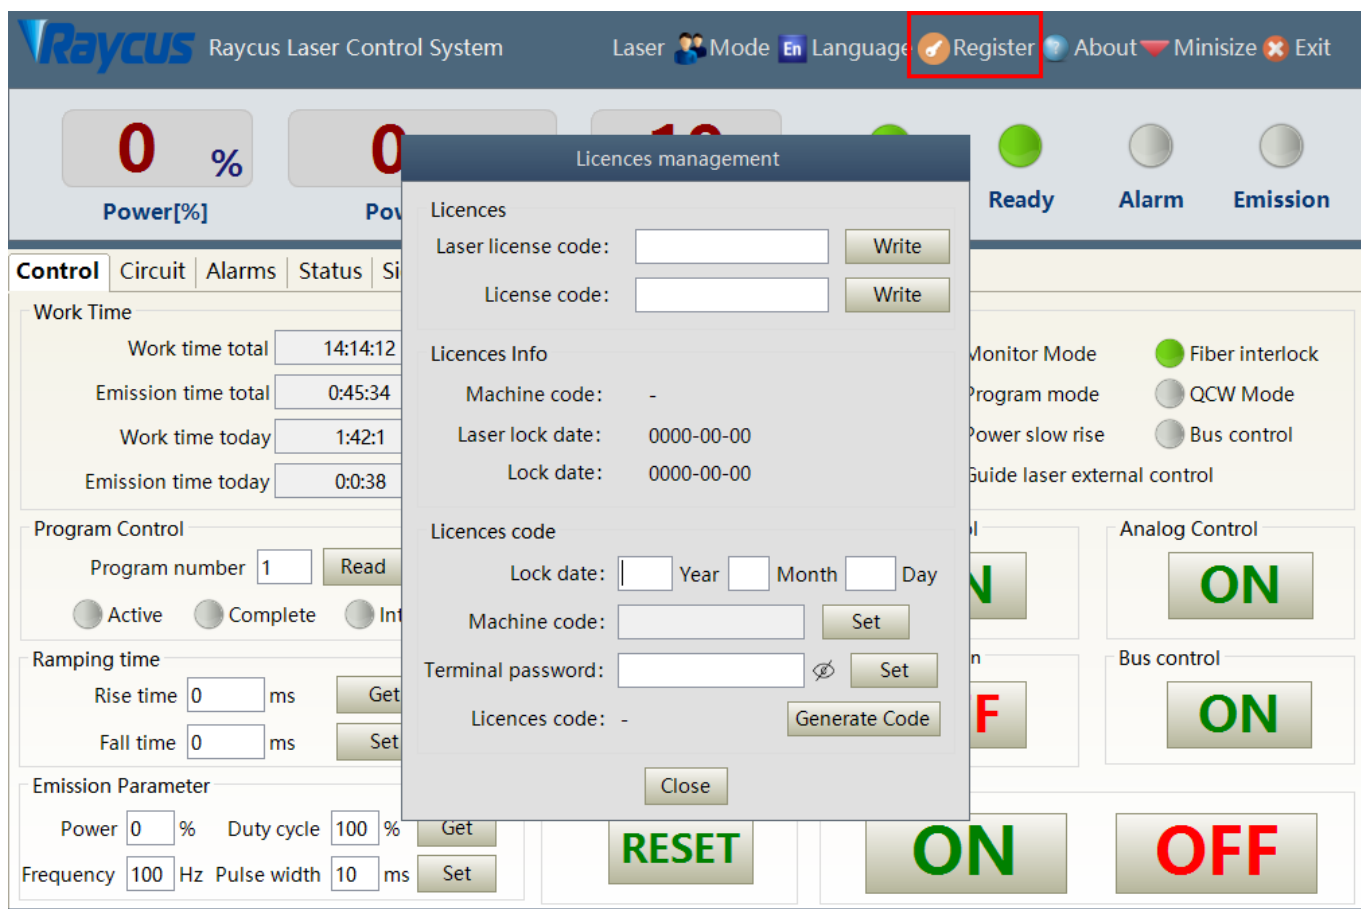 Raycus Raycus Laser Control System Laser Mode En Language Register About Minisize Exit
0 %
Power[%]
0
Ready Alarm Emission
Licences management
Licences
Laser license code: Write
License code: Write
Licences Info
Machine code: -
Laser lock date: 0000-00-00
Lock date: 0000-00-00
Licences code
Lock date: Year Month Day
Machine code: Set
Terminal password: Set
Licences code: - Generate Code
Close
Control Circuit Alarms Status
Work Time
Work time total 14:14:12
Emission time total 0:45:34
Work time today 1:42:1
Emission time today 0:0:38
Monitor Mode Fiber interlock
Program mode QCW Mode
Power slow rise Bus control
Guide laser external control
Program Control
Program number 1 Read
Active Complete
Analog Control
ON
Ramping time
Rise time 0 ms Get
Fall time 0 ms Set
Bus control
ON
Emission Parameter
Power 0 % Duty cycle 100 % Get
Frequency 100 Hz Pulse width 10 ms Set
RESET
ON OFF